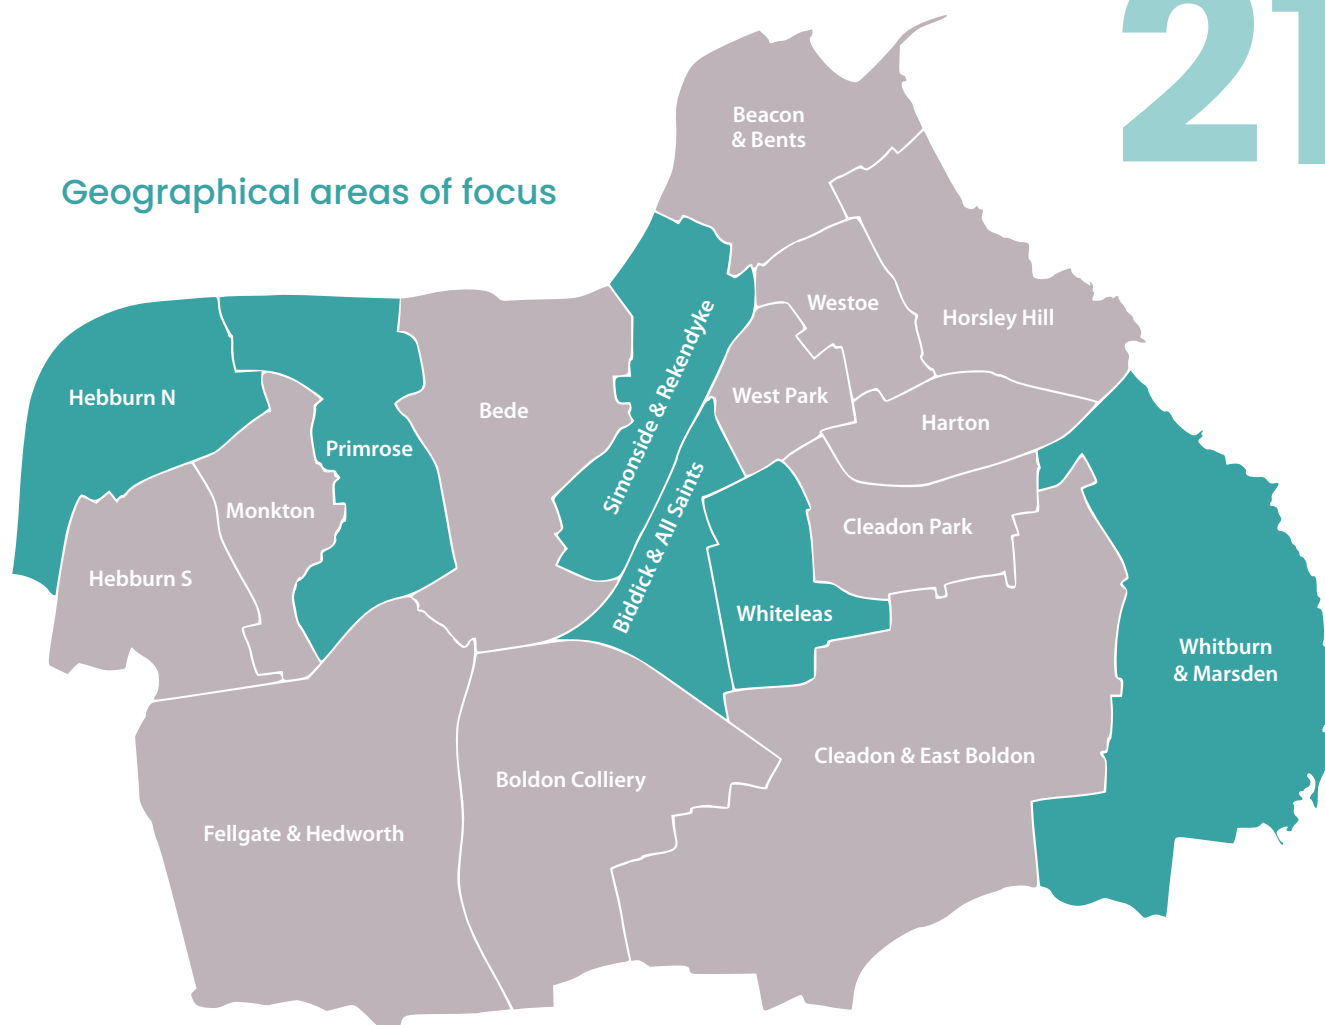 21
Geographical areas of focus
Beacon
& Bents
Westoe
Horsley Hill
Hebburn N
Simonside & Rekendyke
West Park
Bede
Harton
Primrose
Monkton
Biddick & All Saints
Cleadon Park
Hebburn S
Whiteleas
Whitburn
& Marsden
Cleadon & East Boldon
Boldon Colliery
Fellgate & Hedworth